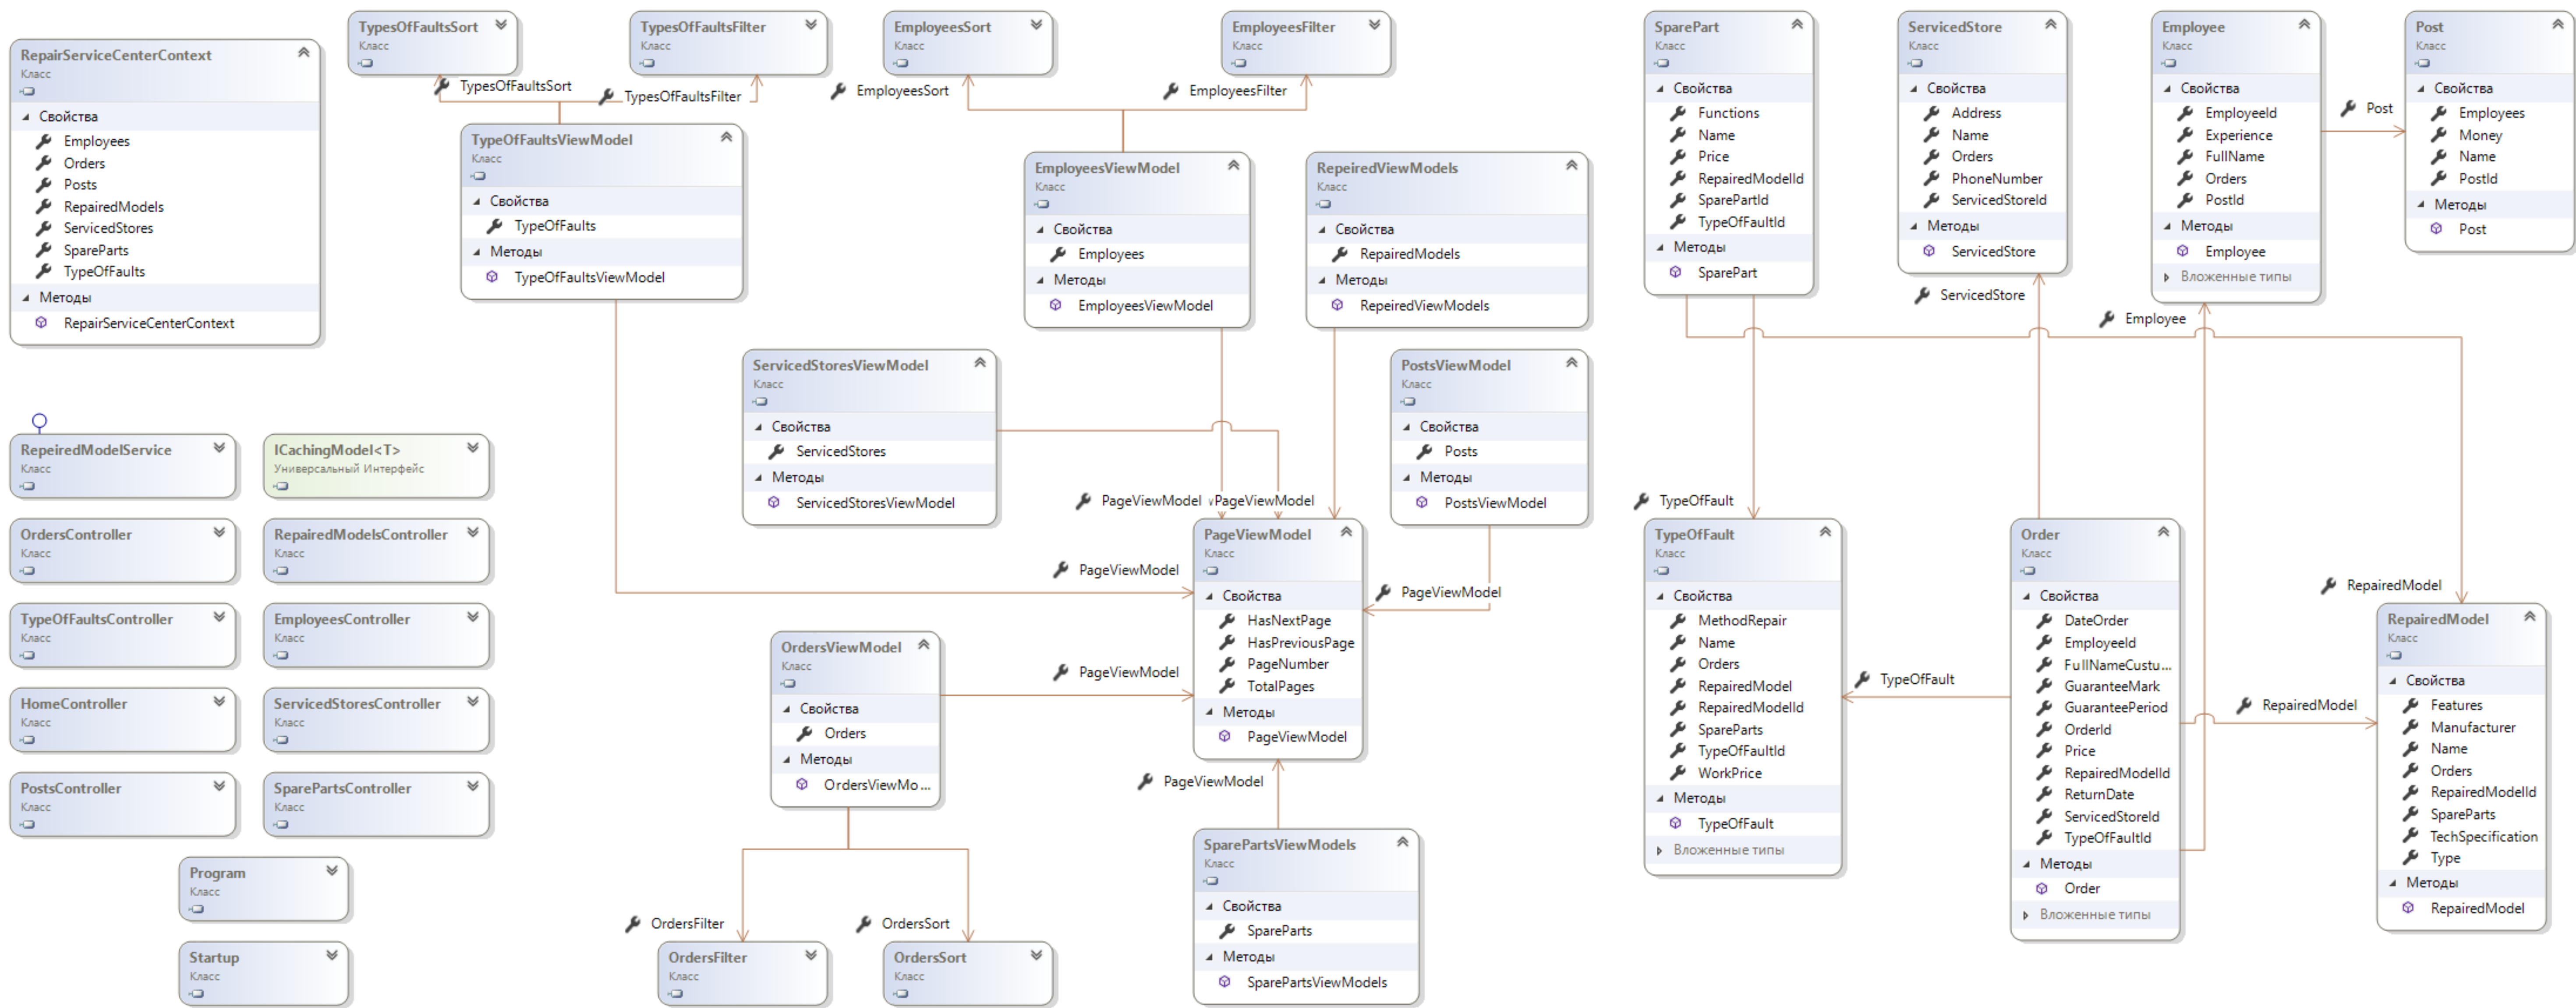 RepairServiceCenterContext
Класс
Свойства
Employees
Orders
Posts
RepairedModels
ServicedStores
SpareParts
TypeOfFaults
Методы
RepairServiceCenterContext
TypesOfFaultsSort
Класс
TypesOfFaultsFilter
Класс
EmployeesSort
Класс
EmployeesFilter
Класс
TypesOfFaultsSort
TypesOfFaultsFilter
EmployeesSort
EmployeesFilter
TypeOfFaultsViewModel
Класс
Свойства
TypeOfFaults
Методы
TypeOfFaultsViewModel
EmployeesViewModel
Класс
Свойства
Employees
Методы
EmployeesViewModel
RepeiredViewModels
Класс
Свойства
RepairedModels
Методы
RepeiredViewModels
ServicedStoresViewModel
Класс
Свойства
ServicedStores
Методы
ServicedStoresViewModel
PostsViewModel
Класс
Свойства
Posts
Методы
PostsViewModel
PageViewModel
PageViewModel
PageViewModel
PageViewModel
PageViewModel
PageViewModel
PageViewModel
Класс
Свойства
HasNextPage
HasPreviousPage
PageNumber
TotalPages
Методы
PageViewModel
OrdersViewModel
Класс
Свойства
Orders
Методы
OrdersViewMo...
SparePartsViewModels
Класс
Свойства
SpareParts
Методы
SparePartsViewModels
OrdersFilter
OrdersSort
OrdersFilter
Класс
OrdersSort
Класс
RepeiredModelService
Класс
ICachingModel<T>
Универсальный Интерфейс
OrdersController
Класс
RepairedModelsController
Класс
TypeOfFaultsController
Класс
EmployeesController
Класс
HomeController
Класс
ServicedStoresController
Класс
PostsController
Класс
SparePartsController
Класс
Program
Класс
Startup
Класс
SparePart
Класс
Свойства
Functions
Name
Price
RepairedModelId
SparePartId
TypeOfFaultId
Методы
SparePart
ServicedStore
Класс
Свойства
Address
Name
Orders
PhoneNumber
ServicedStoreId
Методы
ServicedStore
Employee
Класс
Свойства
EmployeeId
Experience
FullName
Orders
PostId
Методы
Employee
Вложенные типы
Post
Post
Класс
Свойства
Employees
Money
Name
PostId
Методы
Post
ServicedStore
Employee
TypeOfFault
TypeOfFault
Класс
Свойства
MethodRepair
Name
Orders
RepairedModel
RepairedModelId
SpareParts
TypeOfFaultId
WorkPrice
Методы
TypeOfFault
Вложенные типы
TypeOfFault
Order
Класс
Свойства
DateOrder
EmployeeId
FullNameCustu...
GuaranteeMark
GuaranteePeriod
OrderId
Price
RepairedModelId
ReturnDate
ServicedStoreId
TypeOfFaultId
Методы
Order
Вложенные типы
RepairedModel
RepairedModel
RepairedModel
Класс
Свойства
Features
Manufacturer
Name
Orders
RepairedModelId
SpareParts
TechSpecification
Type
Методы
RepairedModel